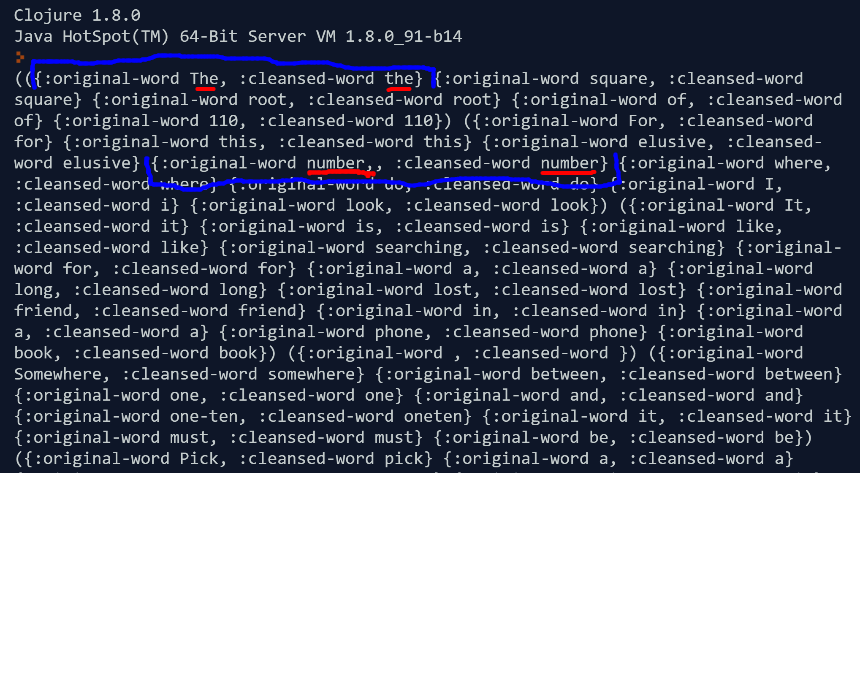 Clojure 1.8.0
Java HotSpot(TM) 64-Bit Server VM 1.8.0_91-b14
(({:original-word The, :cleansed-word the} {:original-word square, :cleansed-word
square} {:original-word root, :cleansed-word root} {:original-word of, :cleansed-word
of} {:original-word 110, :cleansed-word 110}) ({:original-word For, :cleansed-word
for} {:original-word this, :cleansed-word this} {:original-word elusive, :cleansed-
word elusive} {:original-word number,, :cleansed-word number} {:original-word where,
:cleansed-word where} {:original-word do, :cleansed-word do} {:original-word I,
:cleansed-word i} {:original-word look, :cleansed-word look}) ({:original-word It,
:cleansed-word it} {:original-word is, :cleansed-word is} {:original-word like,
:cleansed-word like} {:original-word searching, :cleansed-word searching} {:original-
word for, :cleansed-word for} {:original-word a, :cleansed-word a} {:original-word
long, :cleansed-word long} {:original-word lost, :cleansed-word lost} {:original-word
friend, :cleansed-word friend} {:original-word in, :cleansed-word in} {:original-word
a, :cleansed-word a} {:original-word phone, :cleansed-word phone} {:original-word
book, :cleansed-word book}) ({:original-word , :cleansed-word }) ({:original-word
Somewhere, :cleansed-word somewhere} {:original-word between, :cleansed-word between}
{:original-word one, :cleansed-word one} {:original-word and, :cleansed-word and}
{:original-word one-ten, :cleansed-word oneten} {:original-word it, :cleansed-word it}
{:original-word must, :cleansed-word must} {:original-word be, :cleansed-word be})
({:original-word Pick, :cleansed-word pick} {:original-word a, :cleansed-word a}